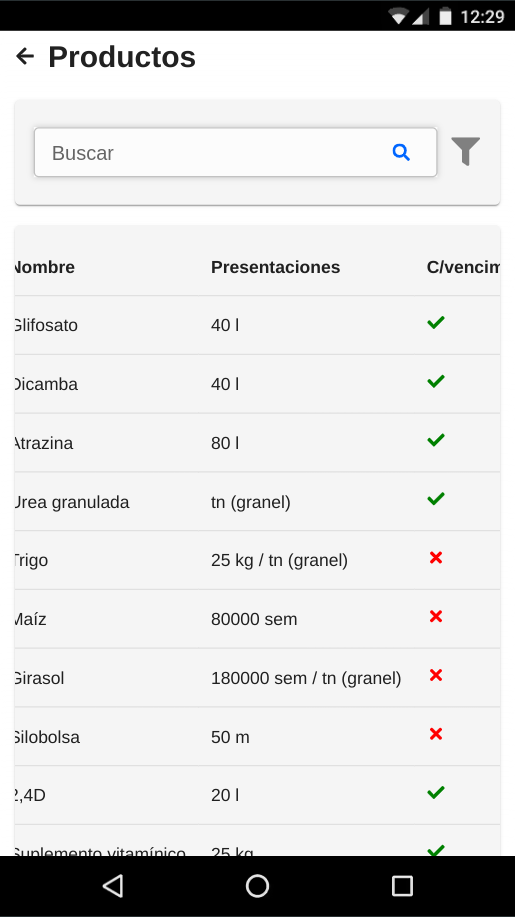 12:29
Productos
Buscar
Nombre Presentaciones C/vencim
Glifosato 40 l
Dicamba 40 l
Atrazina 80 l
Urea granulada tn (granel)
Trigo 25 kg / tn (granel)
Maíz 80000 sem
Girasol 180000 sem / tn (granel)
Silobolsa 50 m
2,4D 20 l
Suplemento vitamínico 25 kg